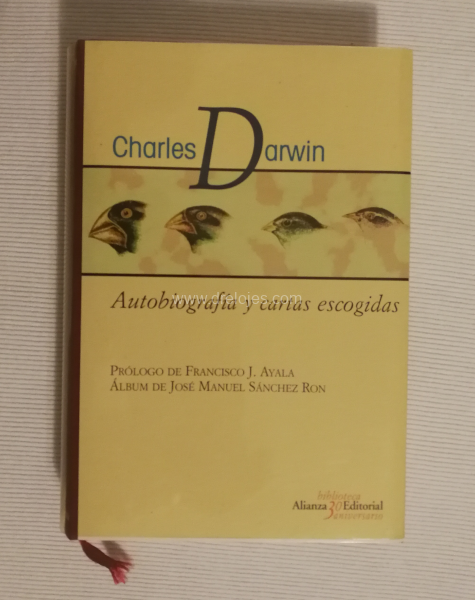 Charles Darwin
Autobiografía y cartas escogidas
PRÓLOGO DE FRANCISCO J. AYALA
ÁLBUM DE JOSÉ MANUEL SÁNCHEZ RON
biblioteca
Alianza 30 Editorial
aniversario